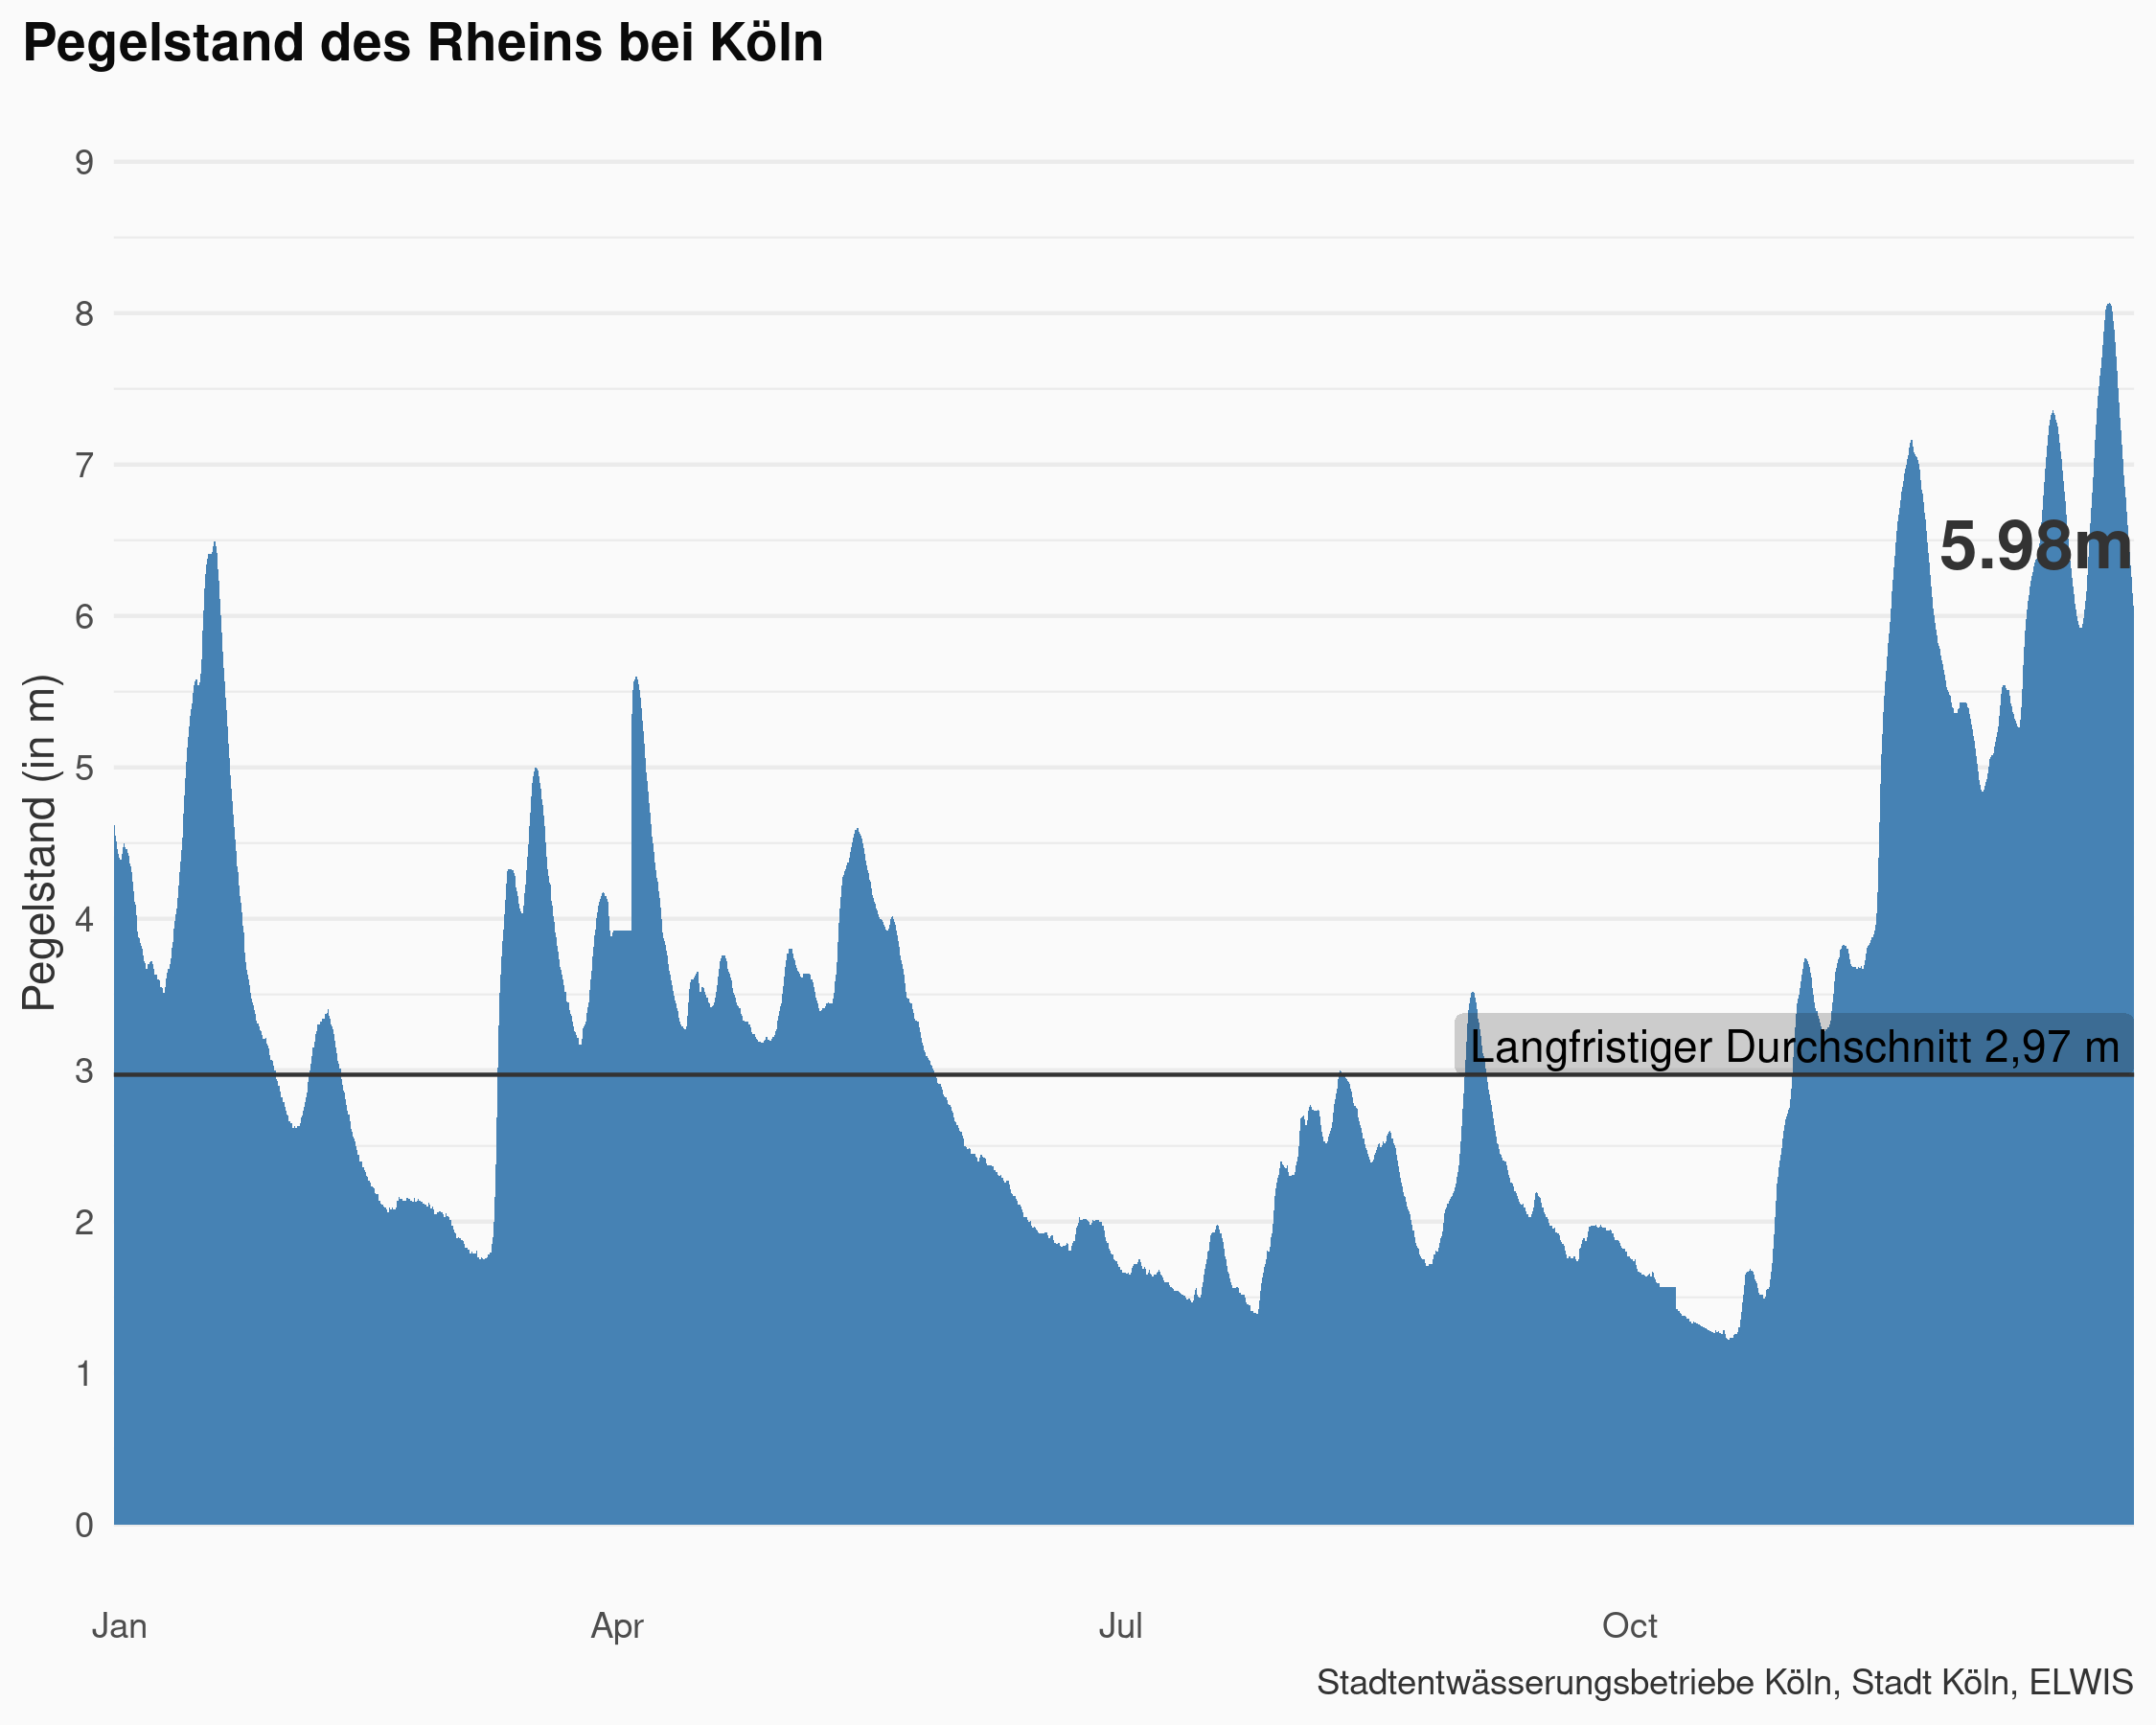 Pegelstand des Rheins bei Köln
Pegelstand (in m)
9
8
7
6
5
4
3
2
1
0
5.98m
Langfristiger Durchschnitt 2,97 m
Jan Apr Jul Oct
Stadtentwässerungsbetriebe Köln, Stadt Köln, ELWIS